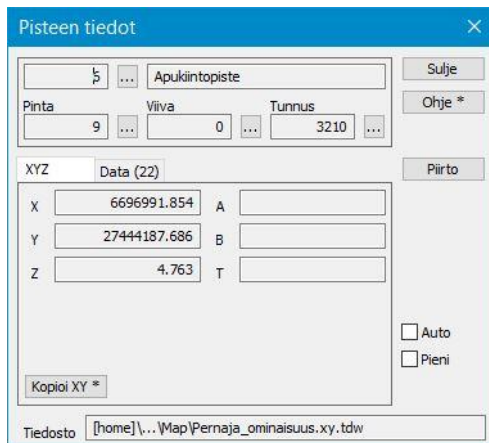 Pisteen tiedot
5 ... Apukiintopiste
Sulje
Pinta Viiva Tunnus
Ohje *
9 ... 0 ... 3210 ...
XYZ Data (22)
Piirto
X 6696991.854 A
Y 27444187.686 B
Z 4.763 T
Auto
Pieni
Kopioi XY *
Tiedosto [home]\...\Map\Pernaja_ominaisuus.xy.tdw